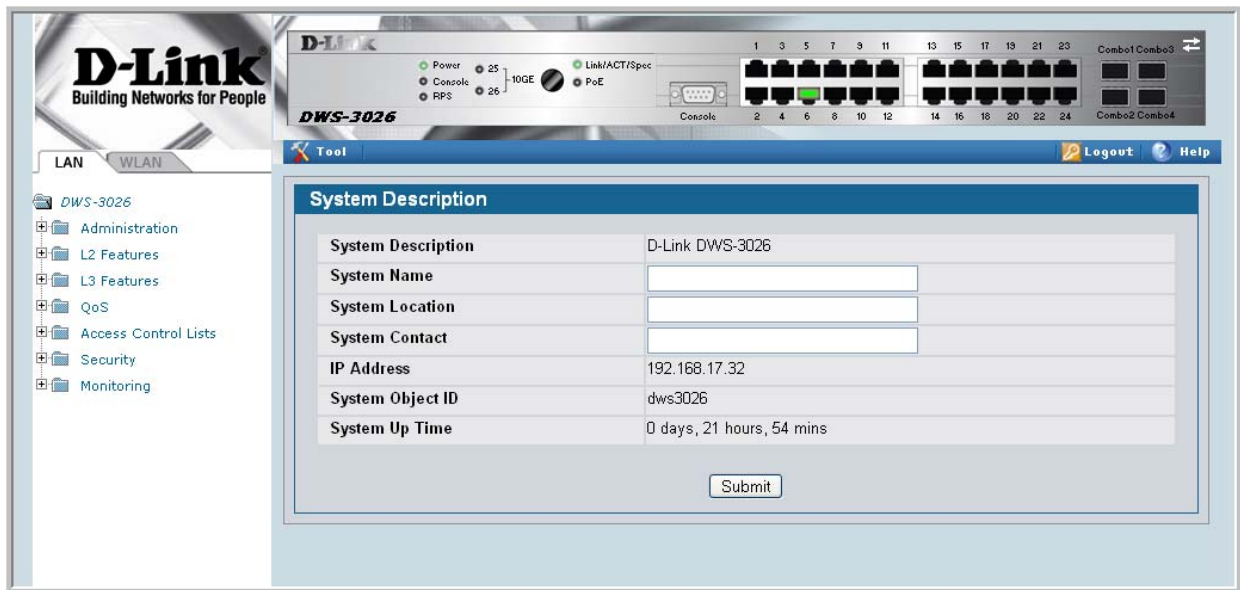 D-Link
Building Networks for People
D-Link
Power
Console
RPS
25
26
10GE
Link/ACT/Spec
PoE
DWS-3026
Console
1 3 5 7 9 11 13 15 17 19 21 23
2 4 6 8 10 12 14 16 18 20 22 24
Combo1 Combo3
Combo2 Combo4
LAN WLAN
Tool Logout Help
DWS-3026
Administration
L2 Features
L3 Features
QoS
Access Control Lists
Security
Monitoring
System Description
System Description D-Link DWS-3026
System Name
System Location
System Contact
IP Address 192.168.17.32
System Object ID dws3026
System Up Time 0 days, 21 hours, 54 mins
Submit